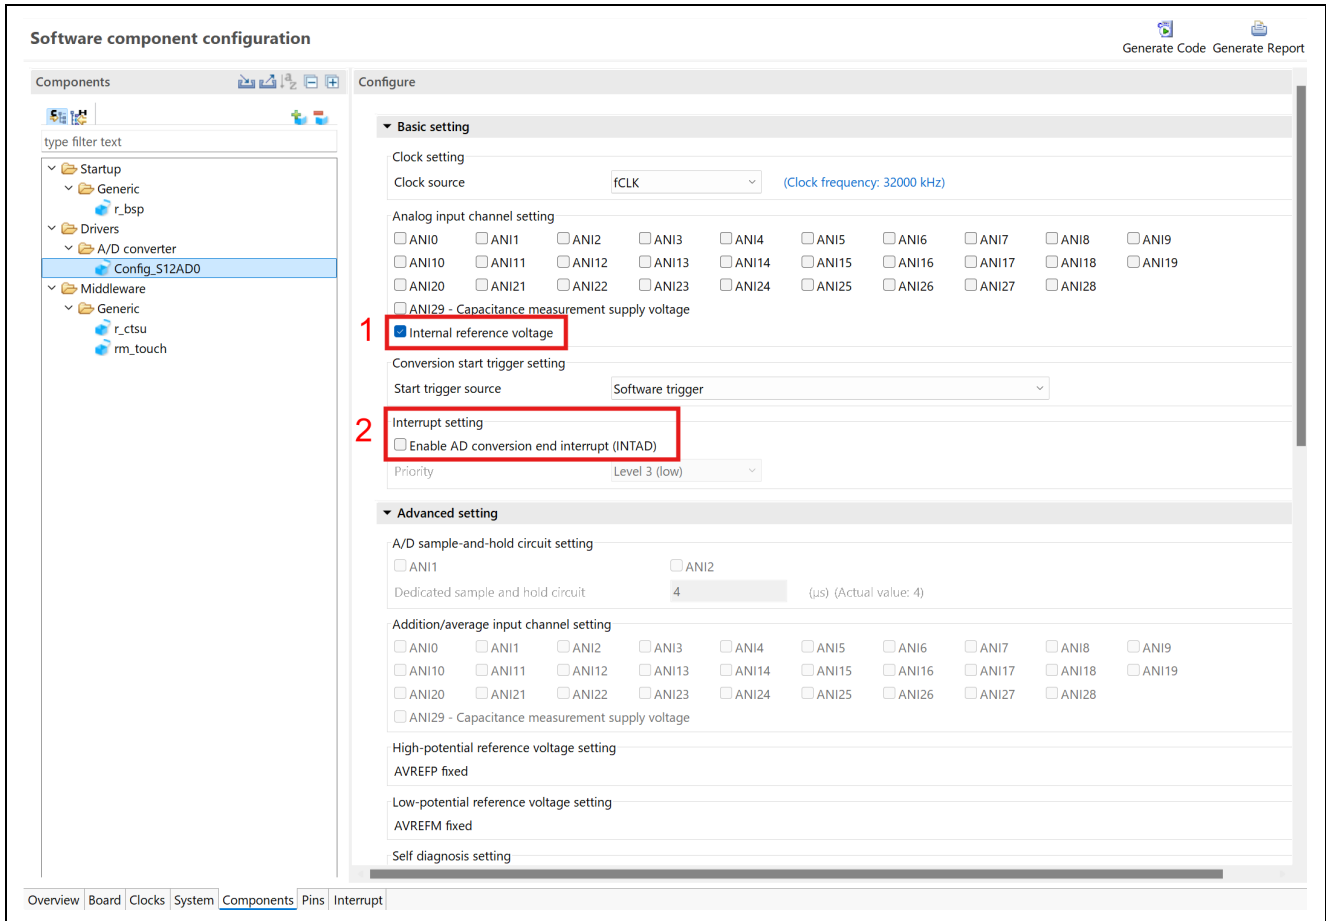 Software component configuration
Generate Code Generate Report
Components
Configure
type filter text
Startup
Generic
r_bsp
Drivers
A/D converter
Config_S12AD0
Middleware
Generic
r_ctsu
rm_touch
Basic setting
Clock setting
Clock source fCLK (Clock frequency: 32000 kHz)
Analog input channel setting
ANI0 ANI1 ANI2 ANI3 ANI4 ANI5 ANI6 ANI7 ANI8 ANI9
ANI10 ANI11 ANI12 ANI13 ANI14 ANI15 ANI16 ANI17 ANI18 ANI19
ANI20 ANI21 ANI22 ANI23 ANI24 ANI25 ANI26 ANI27 ANI28
ANI29 - Capacitance measurement supply voltage
1 Internal reference voltage
Conversion start trigger setting
Start trigger source Software trigger
2 Interrupt setting
Enable AD conversion end interrupt (INTAD)
Priority Level 3 (low)
Advanced setting
A/D sample-and-hold circuit setting
ANI1 ANI2
Dedicated sample and hold circuit 4 (μs) (Actual value: 4)
Addition/average input channel setting
ANI0 ANI1 ANI2 ANI3 ANI4 ANI5 ANI6 ANI7 ANI8 ANI9
ANI10 ANI11 ANI12 ANI13 ANI14 ANI15 ANI16 ANI17 ANI18 ANI19
ANI20 ANI21 ANI22 ANI23 ANI24 ANI25 ANI26 ANI27 ANI28
ANI29 - Capacitance measurement supply voltage
High-potential reference voltage setting
AVREFP fixed
Low-potential reference voltage setting
AVREFM fixed
Self diagnosis setting
Overview Board Clocks System Components Pins Interrupt